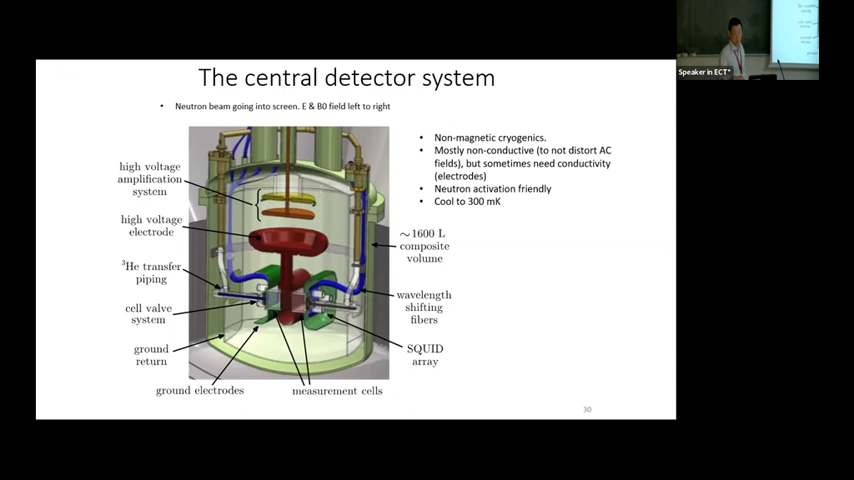 The central detector system
• Neutron beam going into screen. E & B0 field left to right
high voltage
amplification
system
high voltage
electrode
³He transfer
piping
cell valve
system
ground
return
ground electrodes
measurement cells
~1600 L
composite
volume
wavelength
shifting
fibers
SQUID
array
• Non-magnetic cryogenics.
• Mostly non-conductive (to not distort AC
fields), but sometimes need conductivity
(electrodes)
• Neutron activation friendly
• Cool to 300 mK
30
Speaker in ECT*